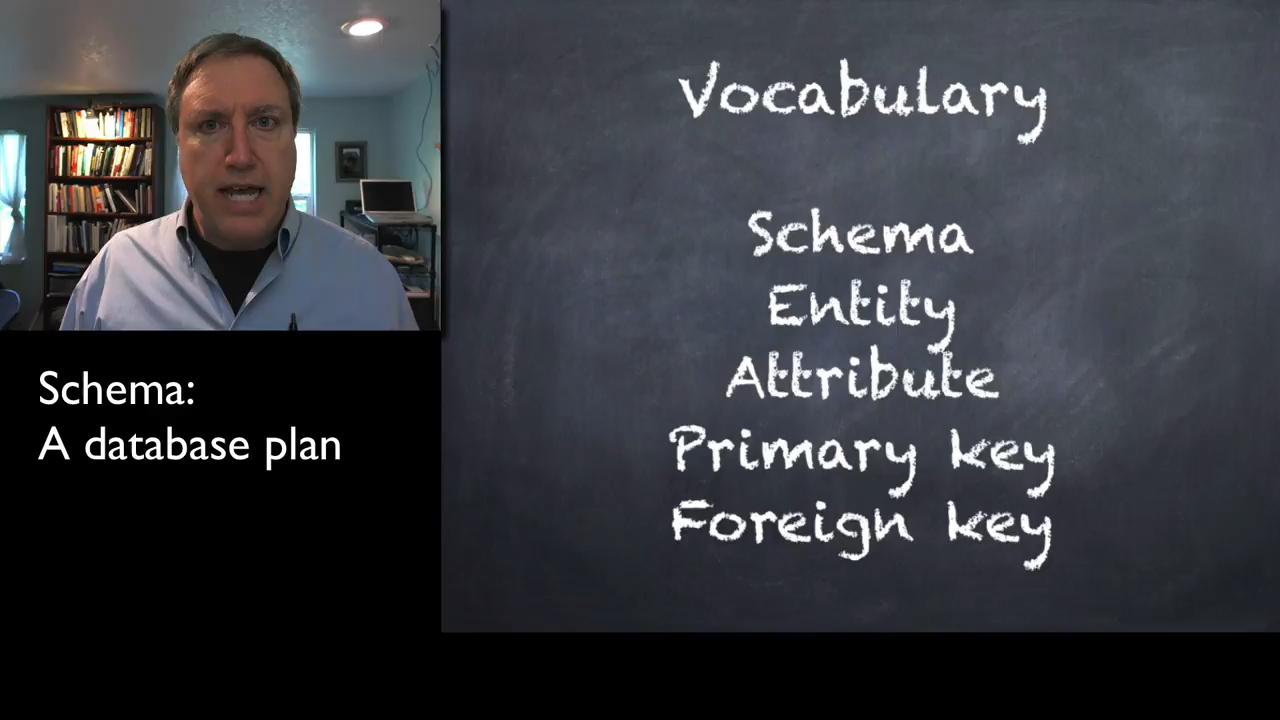 Schema:
A database plan
Vocabulary
Schema
Entity
Attribute
Primary key
Foreign key